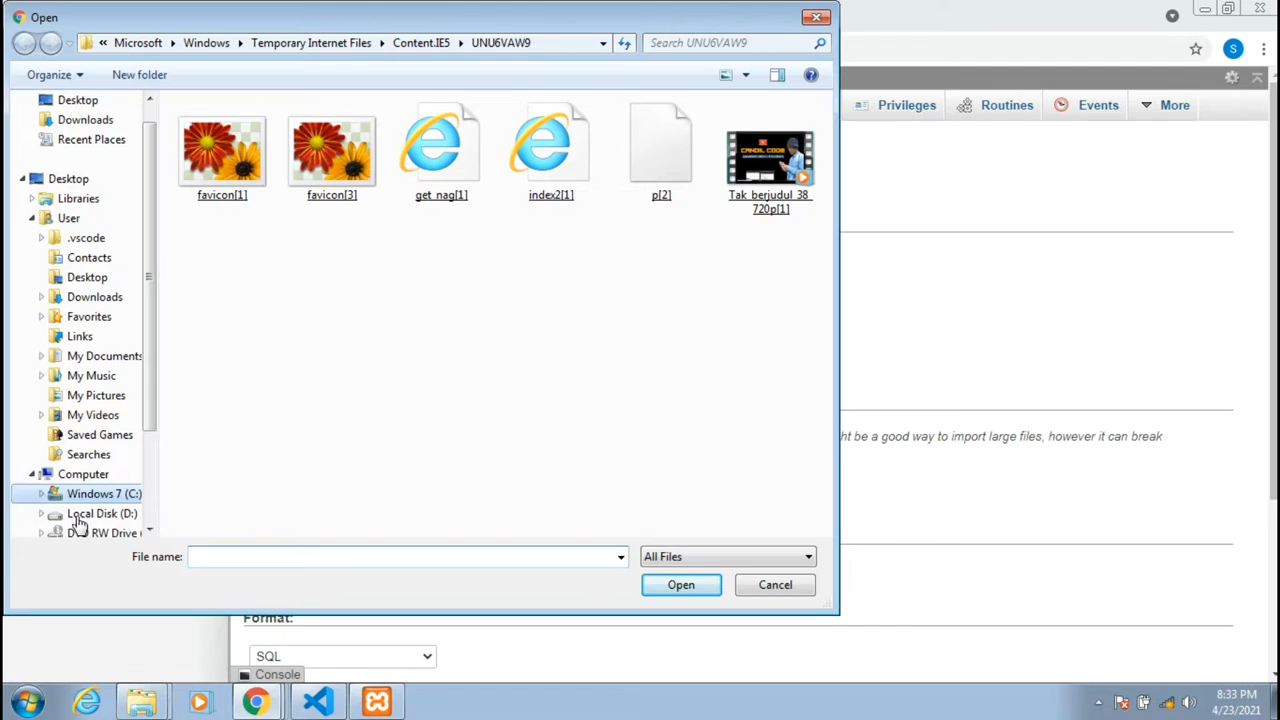 Open
« Microsoft Windows Temporary Internet Files Content.IE5 UNU6VAW9
Search UNU6VAW9
S
Organize
New folder
Privileges
Routines
Events
More
Desktop
Downloads
Recent Places
Desktop
Libraries
User
.vscode
Contacts
Desktop
Downloads
Favorites
Links
My Documents
My Music
My Pictures
My Videos
Saved Games
Searches
Computer
Windows 7 (C:)
Local Disk (D:)
RW Drive (
favicon[1]
favicon[3]
get_nag[1]
index2[1]
p[2]
CANDIL CODE
Tak_berjudul_38_
720p[1]
ht be a good way to import large files, however it can break
File name:
All Files
Open
Cancel
Format:
SQL
Console
8:33 PM
4/23/2021